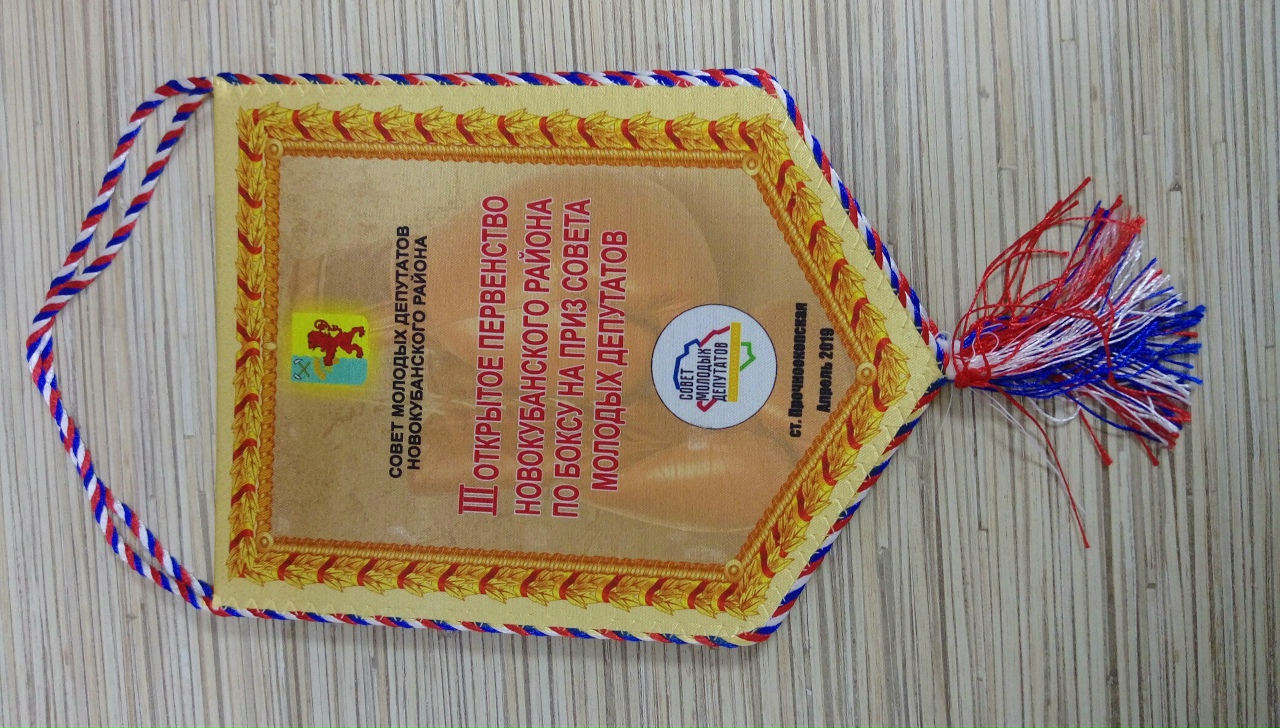 СОВЕТ МОЛОДЫХ ДЕПУТАТОВ
НОВОКУБАНСКОГО РАЙОНА
III ОТКРЫТОЕ ПЕРВЕНСТВО
НОВОКУБАНСКОГО РАЙОНА
ПО БОКСУ НА ПРИЗ СОВЕТА
МОЛОДЫХ ДЕПУТАТОВ
СОВЕТ
МОЛОДЫХ
ДЕПУТАТОВ
ст. Прочноокопская
Апрель 2019